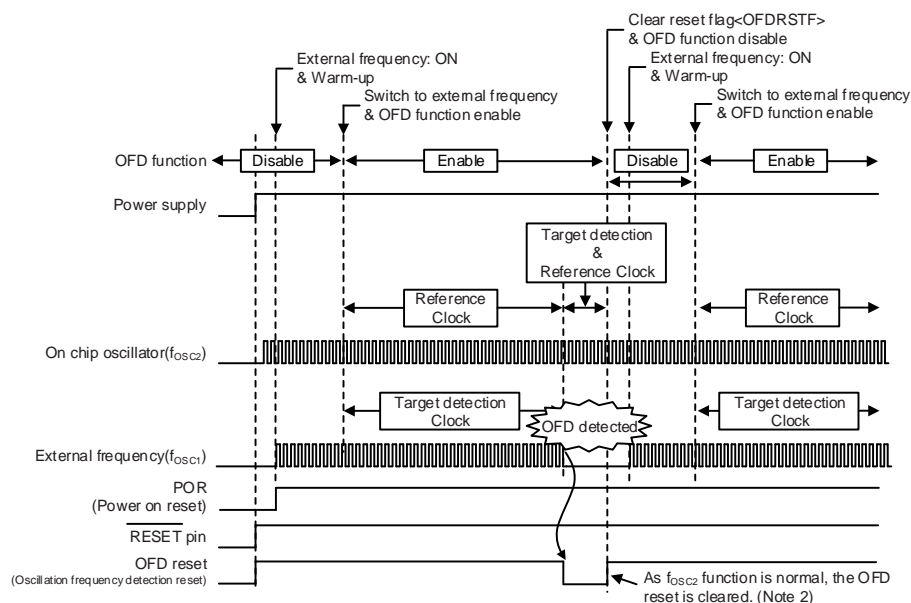 Clear reset flag<OFDRSTF>
& OFD function disable
External frequency: ON
& Warm-up
External frequency: ON
& Warm-up
Switch to external frequency
& OFD function enable
Switch to external frequency
& OFD function enable
OFD function
Disable
Enable
Disable
Enable
Power supply
Target detection
&
Reference Clock
Reference
Clock
Reference
Clock
On chip oscillator(fOSC2)
Target detection
Clock
OFD detected
Target detection
Clock
External frequency(fOSC1)
POR
(Power on reset)
RESET pin
OFD reset
(Oscillation frequency detection reset)
As fOSC2 function is normal, the OFD
reset is cleared. (Note 2)